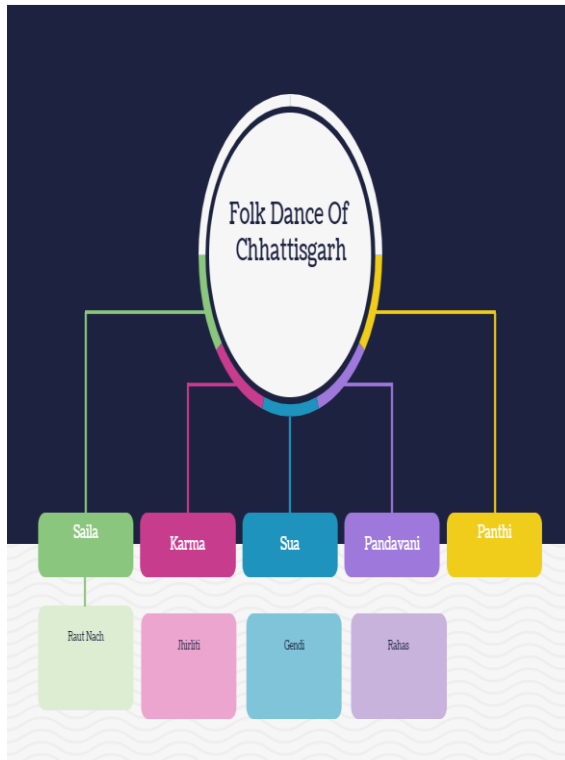 Folk Dance Of
Chhattisgarh
Saila
Karma
Sua
Pandavani
Panthi
Raut Nach
Jhirliti
Gendi
Rahas